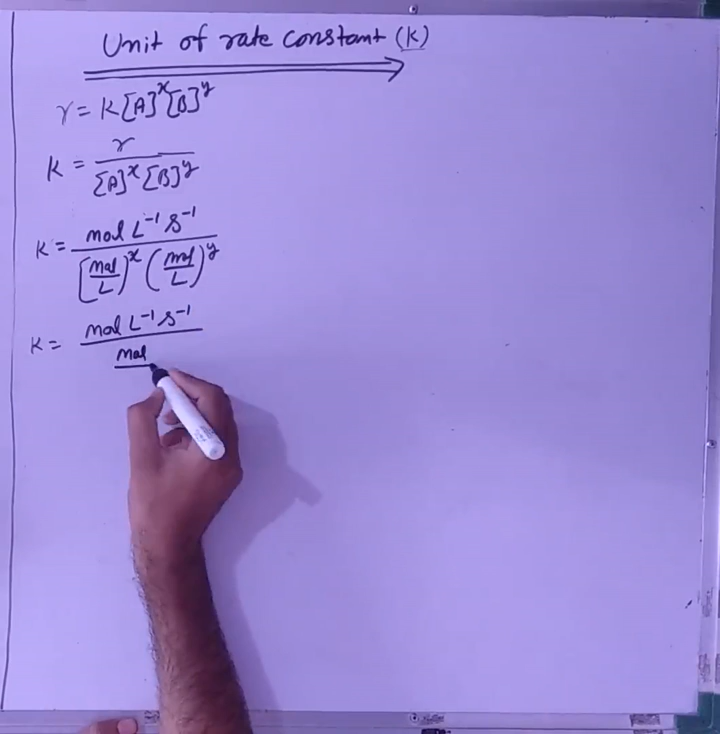 Unit of rate constant (K)
r = K[A]^x[B]^y
K = r / [A]^x [B]^y
K = mol L^-1 S^-1 / [mol/L)^x (mol/L)^y
K = mol L^-1 S^-1 / mol